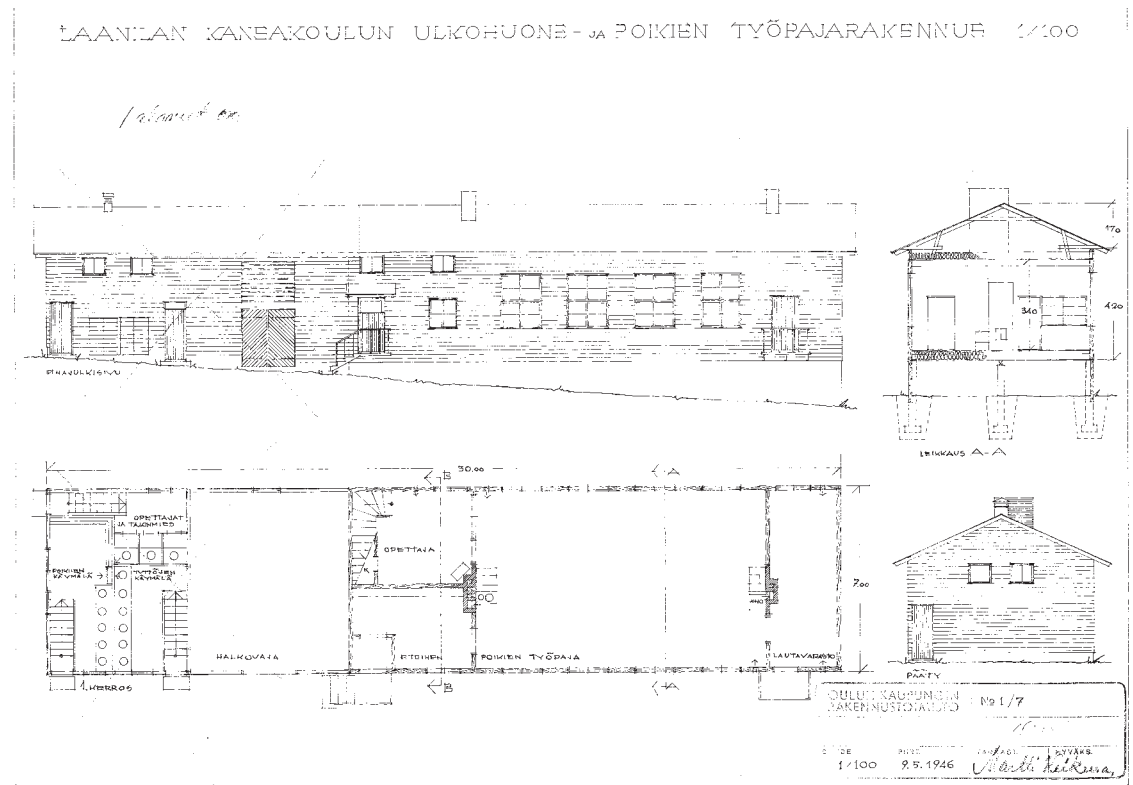 LAANILAN KANSAKOULUN ULKOHUONE- JA POIKIEN TYÖPAJARAKENNUS 1/100
170
420
340
PIHAJULKISIVU
LEIKKAUS A-A
30.00
B
A
OPETTAJAT
JA TALONMIES
OPETTAJA
POIKIEN
KÄYMÄLÄ
TYTTÖJEN
KÄYMÄLÄ
7.00
HALKOVAJA
ETEINEN
POIKIEN TYÖPAJA
LAUTAVARASTO
1. KERROS
B
A
PÄÄTY
OULUN KAUPUNGIN
RAKENNUSTOIMISTO
No 1/7
HYVÄKS.
1/100
9.5.1946
Martti